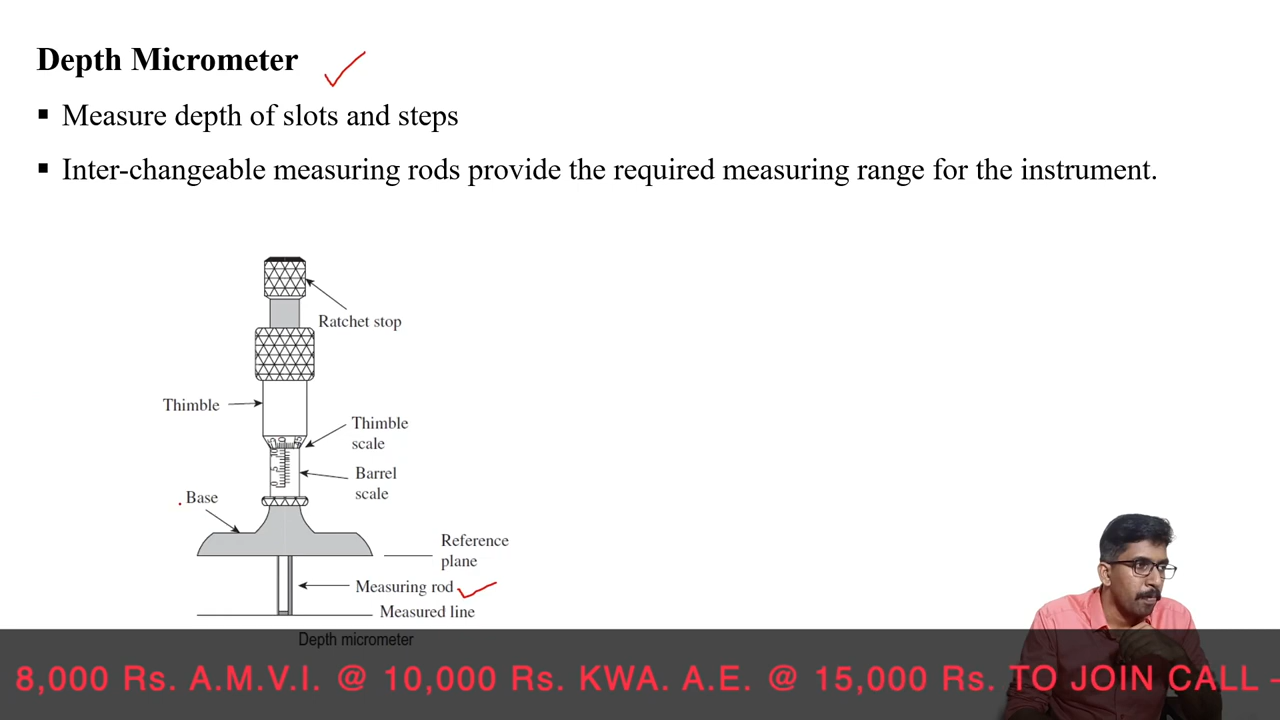 Depth Micrometer
▪ Measure depth of slots and steps
▪ Inter-changeable measuring rods provide the required measuring range for the instrument.
Ratchet stop
Thimble
Thimble
scale
Barrel
scale
Base
Reference
plane
Measuring rod
Measured line
Depth micrometer
8,000 Rs. A.M.V.I. @ 10,000 Rs. KWA. A.E. @ 15,000 Rs. TO JOIN CALL -